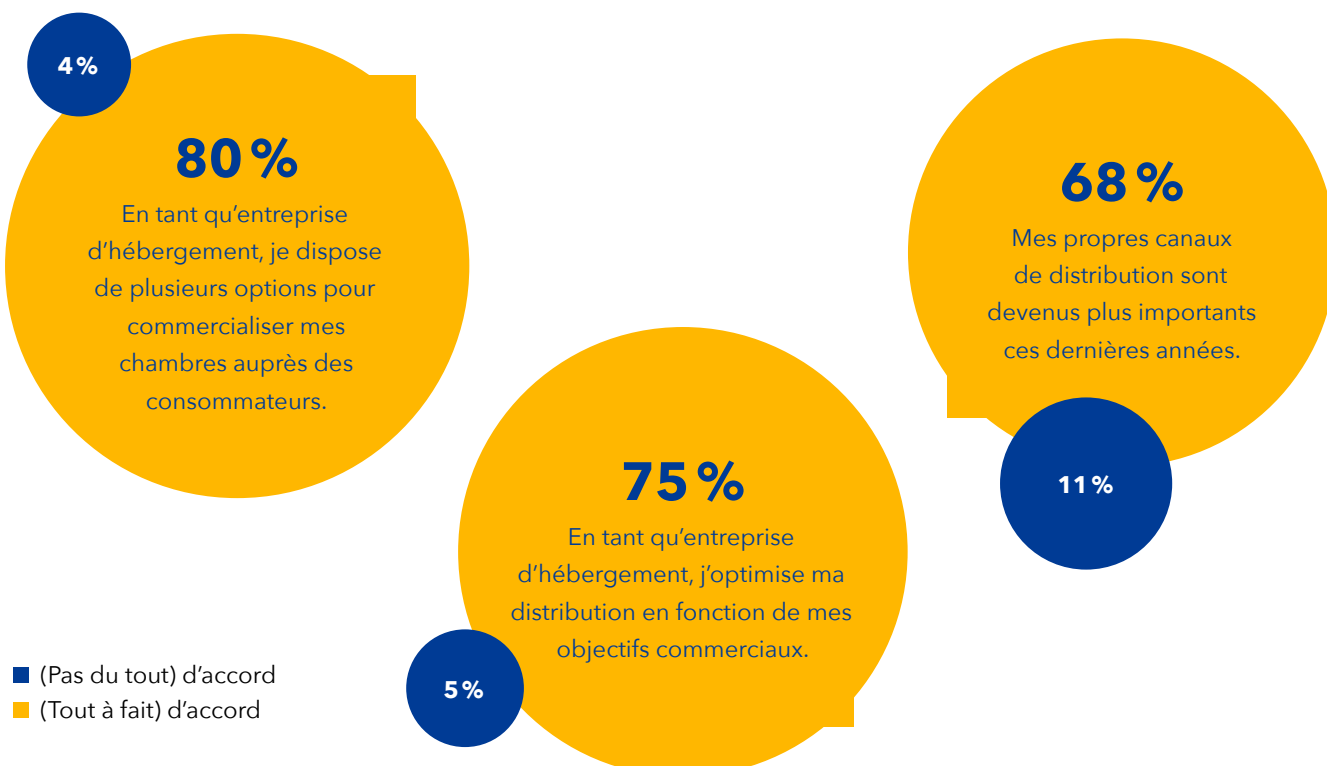 4 %
80 %
En tant qu’entreprise
d’hébergement, je dispose
de plusieurs options pour
commercialiser mes
chambres auprès des
consommateurs.
68 %
Mes propres canaux
de distribution sont
devenus plus importants
ces dernières années.
11 %
75 %
En tant qu’entreprise
d’hébergement, j’optimise ma
distribution en fonction de mes
objectifs commerciaux.
5 %
(Pas du tout) d’accord
(Tout à fait) d’accord